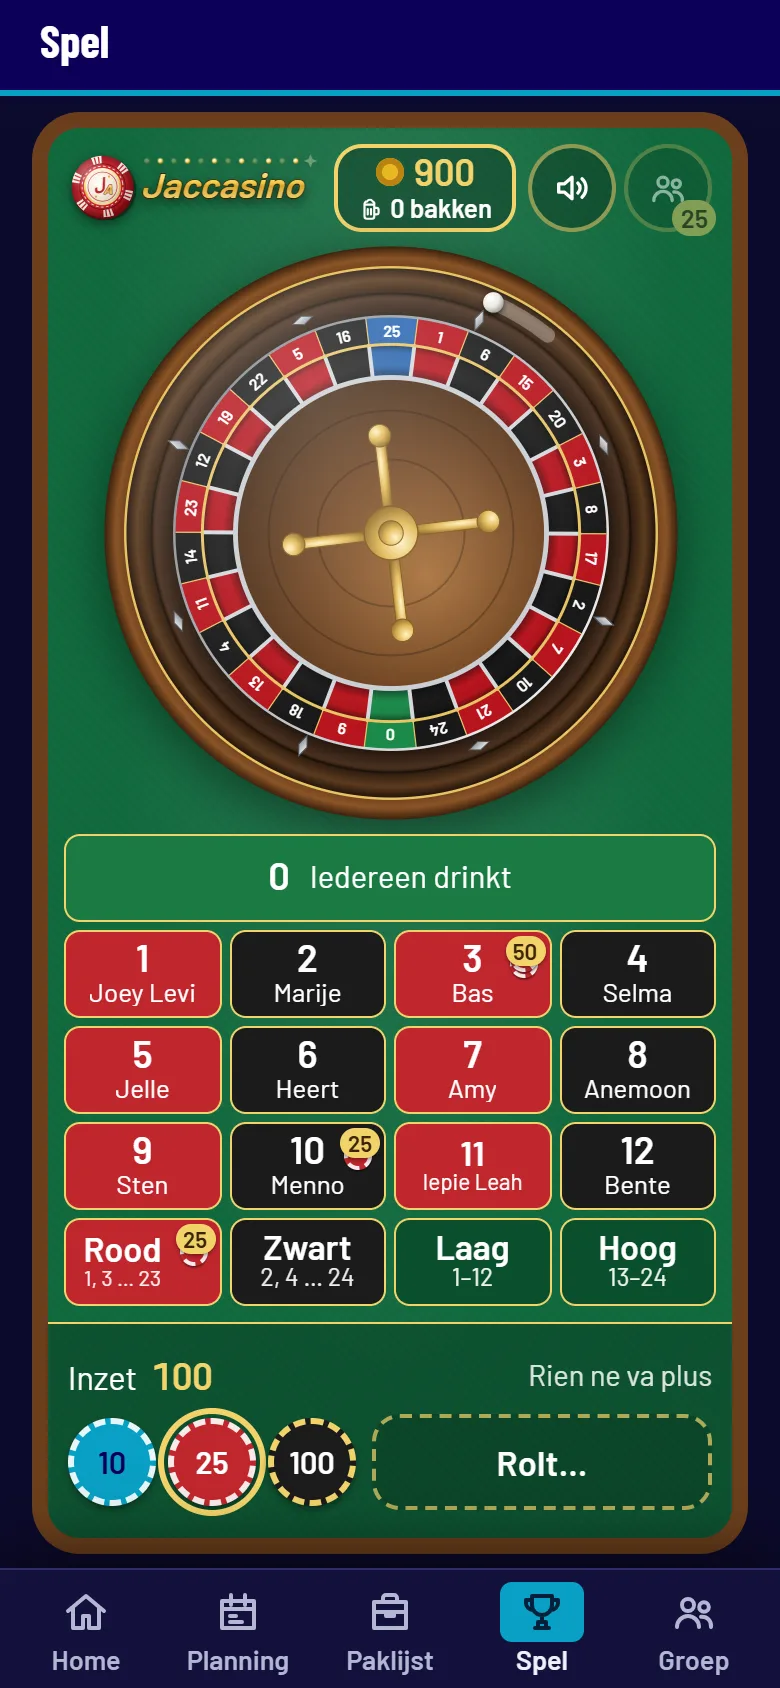 Spel
Jaccasino
JA
900
0 bakken
25
25
1
6
15
20
3
8
17
2
7
10
21
24
0
9
18
13
4
11
14
23
12
19
22
5
16
0 Iedereen drinkt
1
Joey Levi
2
Marije
3
50
Bas
4
Selma
5
Jelle
6
Heert
7
Amy
8
Anemoon
9
Sten
10
25
Menno
11
Iepie Leah
12
Bente
Rood
25
1, 3 ... 23
Zwart
2, 4 ... 24
Laag
1–12
Hoog
13–24
Inzet 100
Rien ne va plus
10
25
100
Rolt...
Home
Planning
Paklijst
Spel
Groep